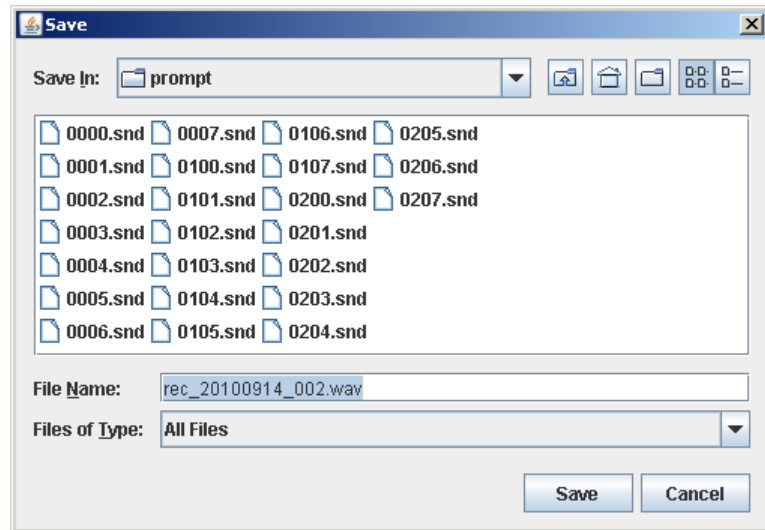 Save
Save In: prompt
0000.snd 0007.snd 0106.snd 0205.snd
0001.snd 0100.snd 0107.snd 0206.snd
0002.snd 0101.snd 0200.snd 0207.snd
0003.snd 0102.snd 0201.snd
0004.snd 0103.snd 0202.snd
0005.snd 0104.snd 0203.snd
0006.snd 0105.snd 0204.snd
File Name: rec_20100914_002.wav
Files of Type: All Files
Save Cancel